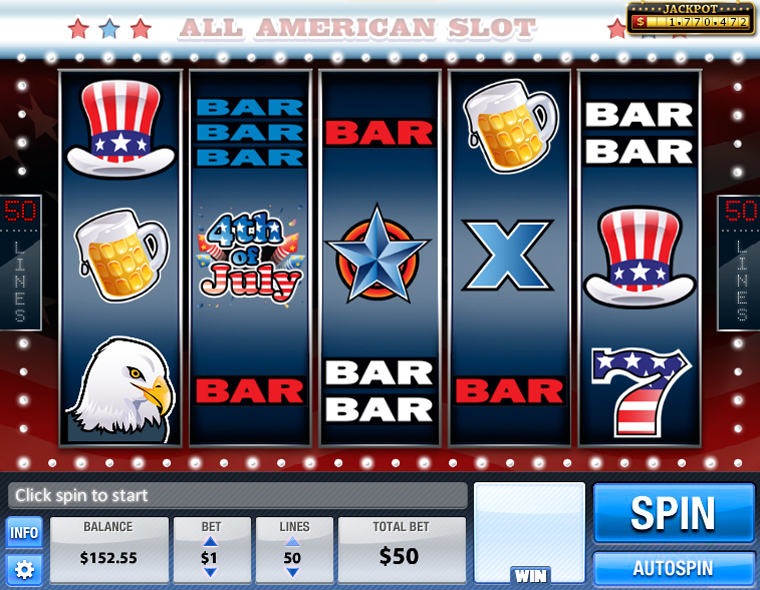 ALL AMERICAN SLOT
JACKPOT
$ 1.770.472
BAR
BAR
BAR
BAR
BAR
BAR
50
LINES
4th
of
July
X
50
LINES
BAR
BAR
BAR
BAR
7
Click spin to start
INFO
BALANCE
$152.55
BET
$1
LINES
50
TOTAL BET
$50
WIN
SPIN
AUTOSPIN